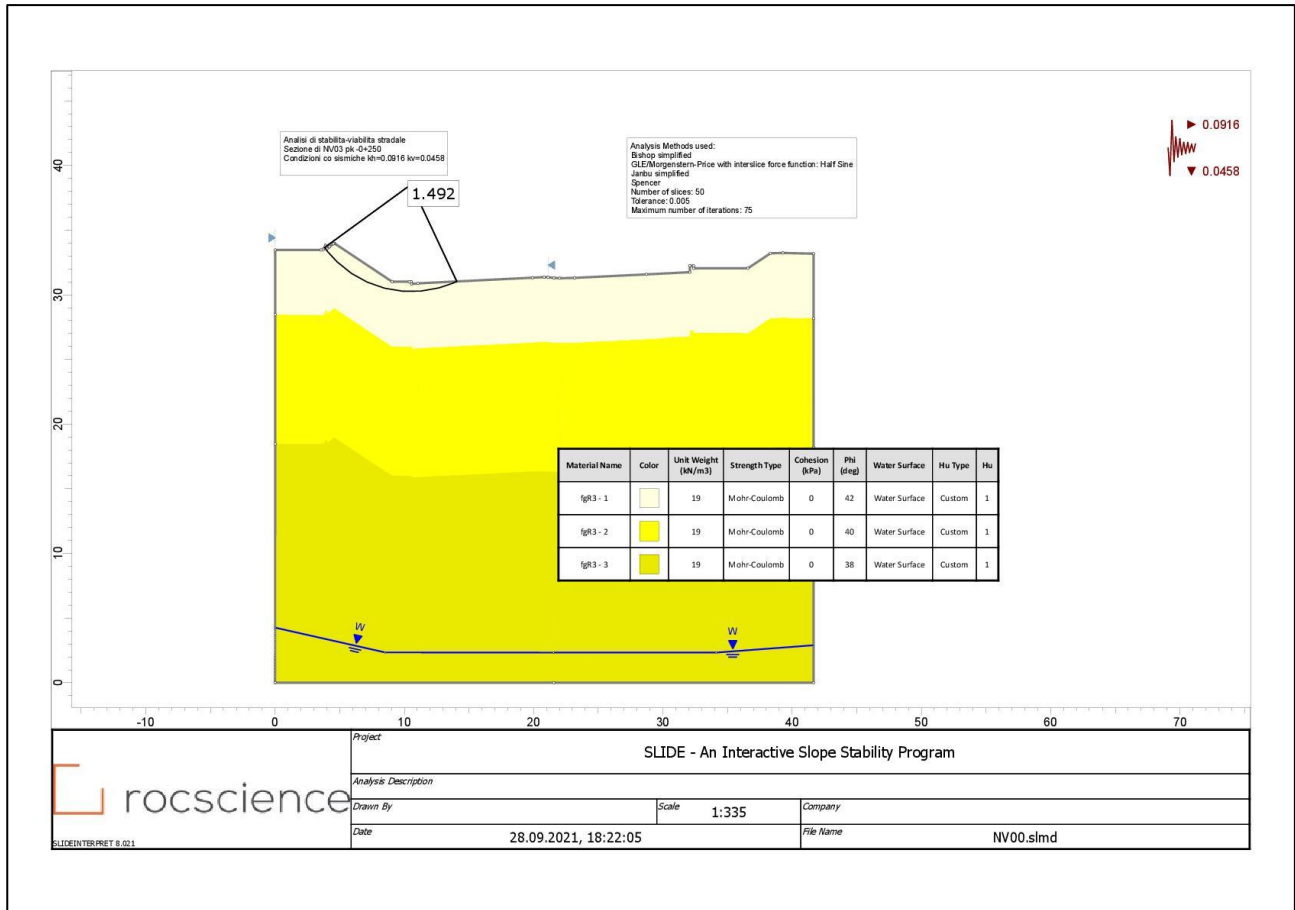 Analisi di stabilita-viabilita stradale
Sezione di NV03 pk -0+250
Condizioni co sismiche kh=0.0916 kv=0.0458
1.492
Analysis Methods used:
Bishop simplified
GLE/Morgenstern-Price with interslice force function: Half Sine
Janbu simplified
Spencer
Number of slices: 50
Tolerance: 0.005
Maximum number of iterations: 75
0.0916
0.0458
40
30
20
10
0
Material Name Color Unit Weight (kN/m3) Strength Type Cohesion (kPa) Phi (deg) Water Surface Hu Type Hu
fgR3 - 1 19 Mohr-Coulomb 0 42 Water Surface Custom 1
fgR3 - 2 19 Mohr-Coulomb 0 40 Water Surface Custom 1
fgR3 - 3 19 Mohr-Coulomb 0 38 Water Surface Custom 1
W
W
-10 0 10 20 30 40 50 60 70
rocscience
SLIDEINTERPRET 8.021
Project
SLIDE - An Interactive Slope Stability Program
Analysis Description
Drawn By
Scale 1:335
Company
Date 28.09.2021, 18:22:05
File Name NV00.slmd